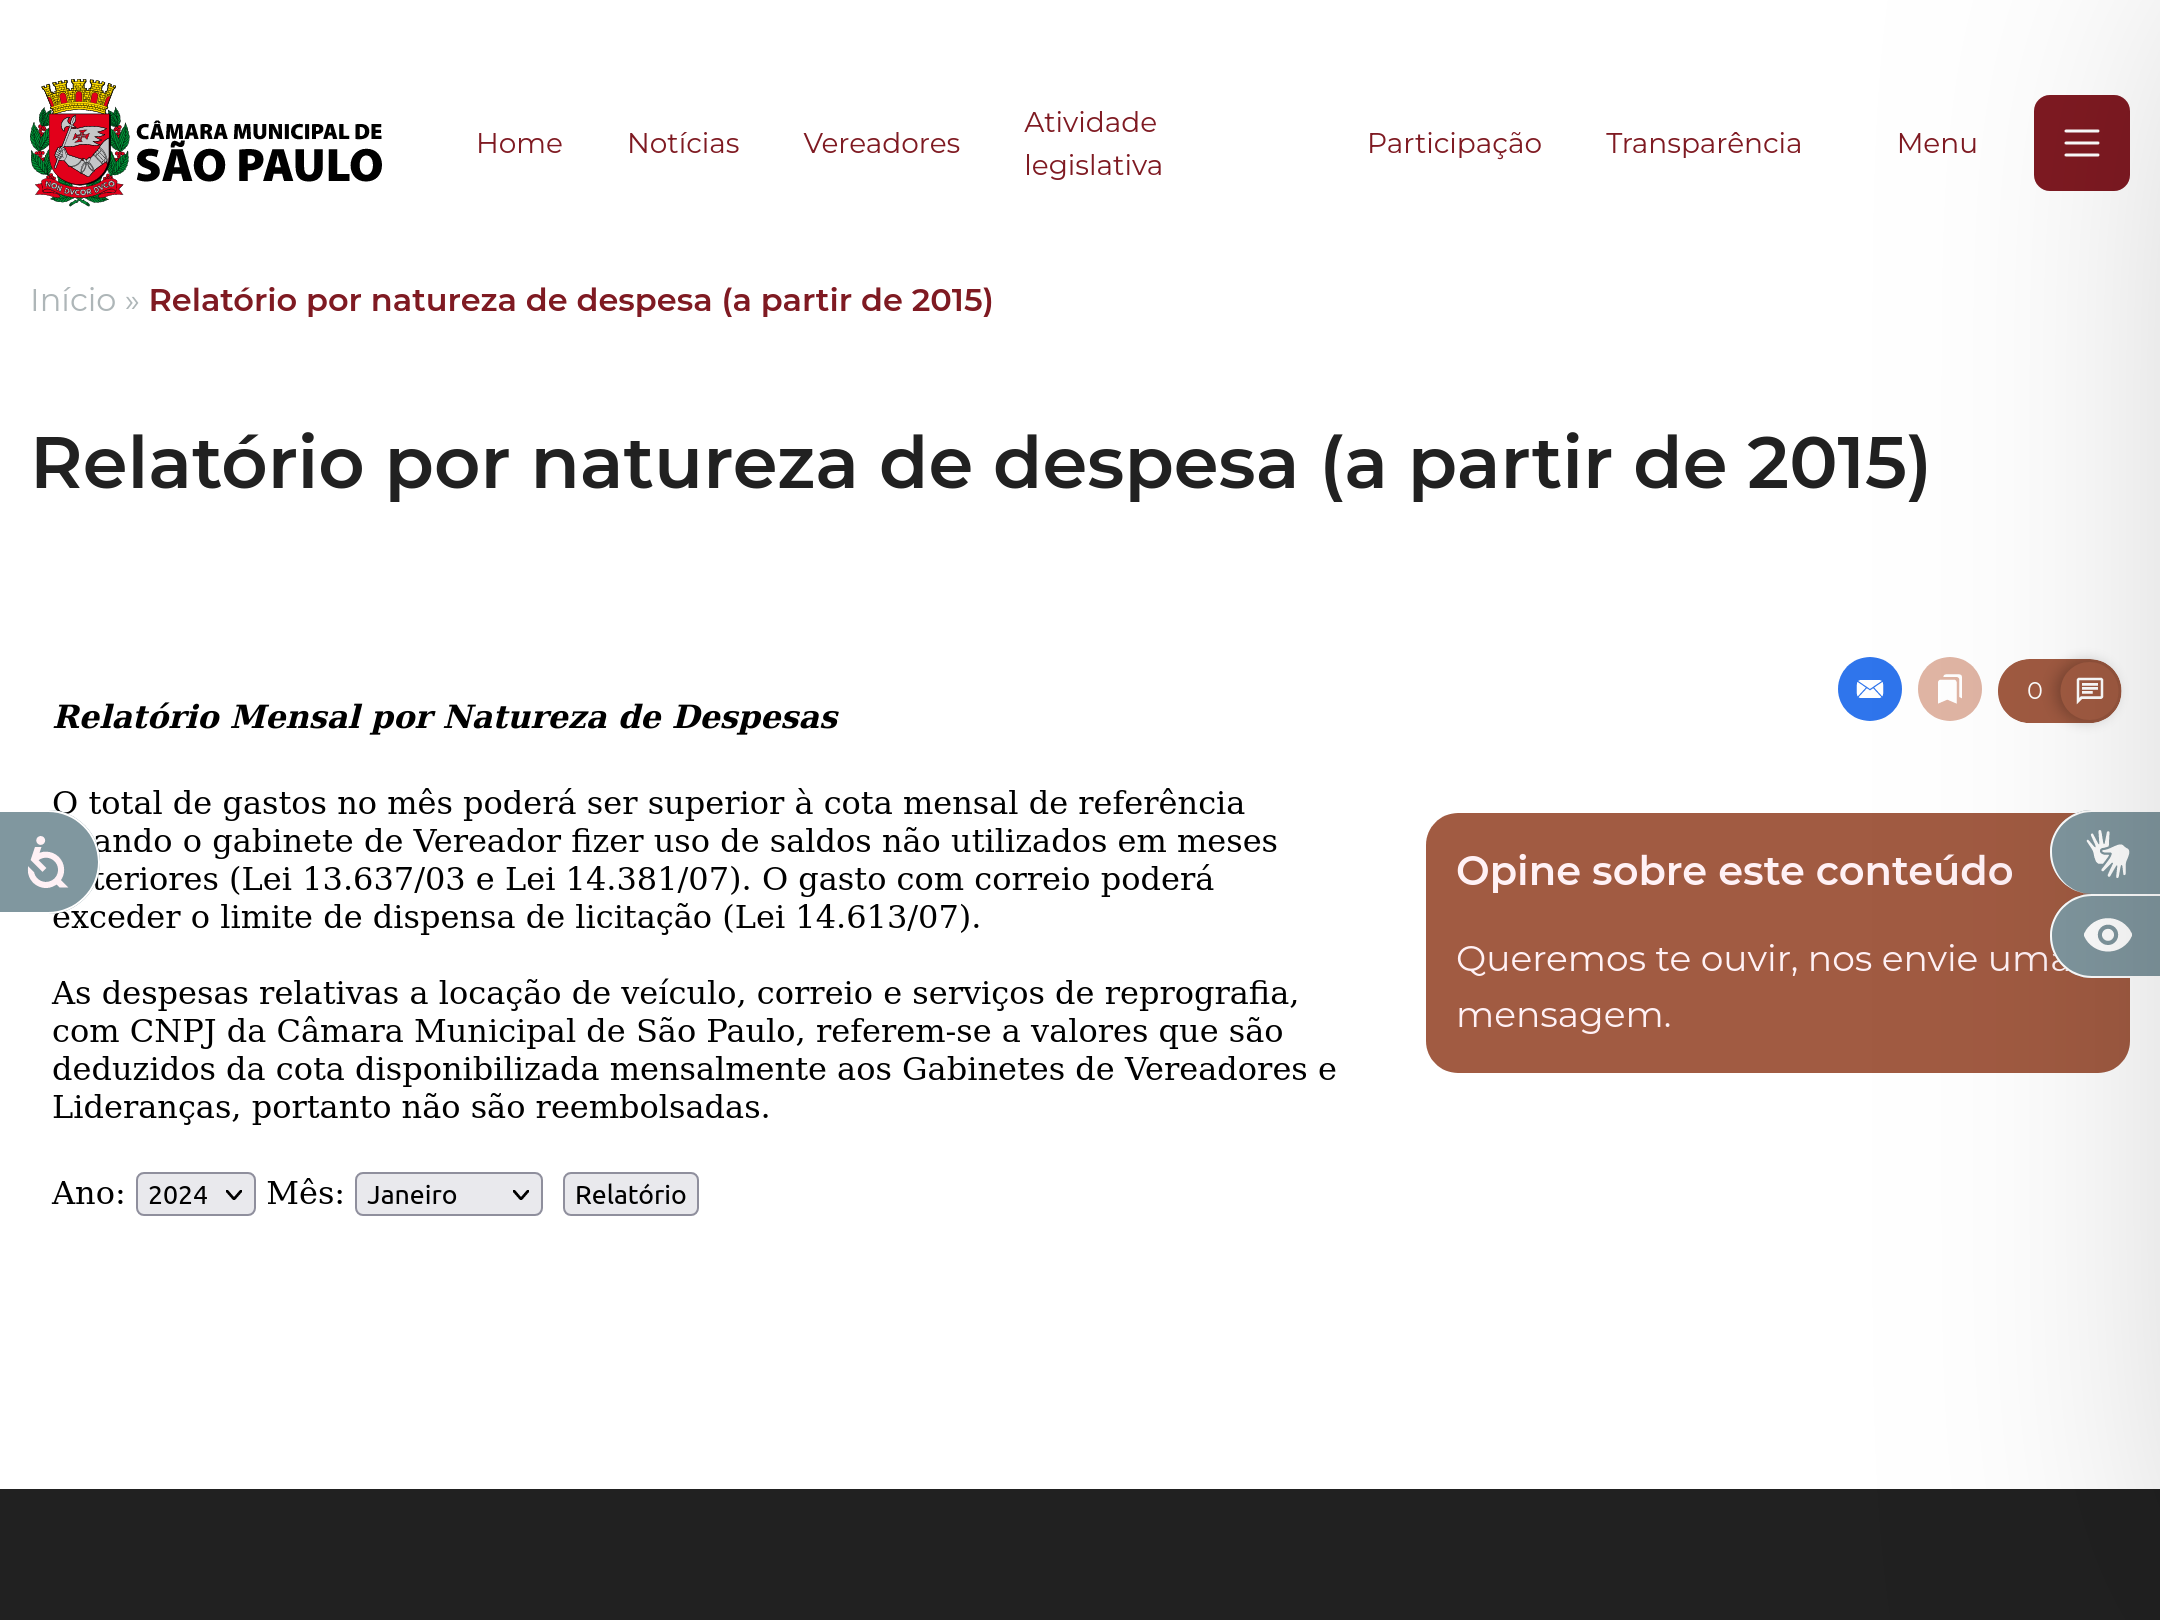 CÂMARA MUNICIPAL DE
SÃO PAULO
NON DVCOR DVCO
Home
Notícias
Vereadores
Atividade
legislativa
Participação
Transparência
Menu
Início » Relatório por natureza de despesa (a partir de 2015)
Relatório por natureza de despesa (a partir de 2015)
0
Relatório Mensal por Natureza de Despesas
O total de gastos no mês poderá ser superior à cota mensal de referência
ando o gabinete de Vereador fizer uso de saldos não utilizados em meses
teriores (Lei 13.637/03 e Lei 14.381/07). O gasto com correio poderá
exceder o limite de dispensa de licitação (Lei 14.613/07).
As despesas relativas a locação de veículo, correio e serviços de reprografia,
com CNPJ da Câmara Municipal de São Paulo, referem-se a valores que são
deduzidos da cota disponibilizada mensalmente aos Gabinetes de Vereadores e
Lideranças, portanto não são reembolsadas.
Ano: 2024 Mês: Janeiro Relatório
Opine sobre este conteúdo
Queremos te ouvir, nos envie uma
mensagem.